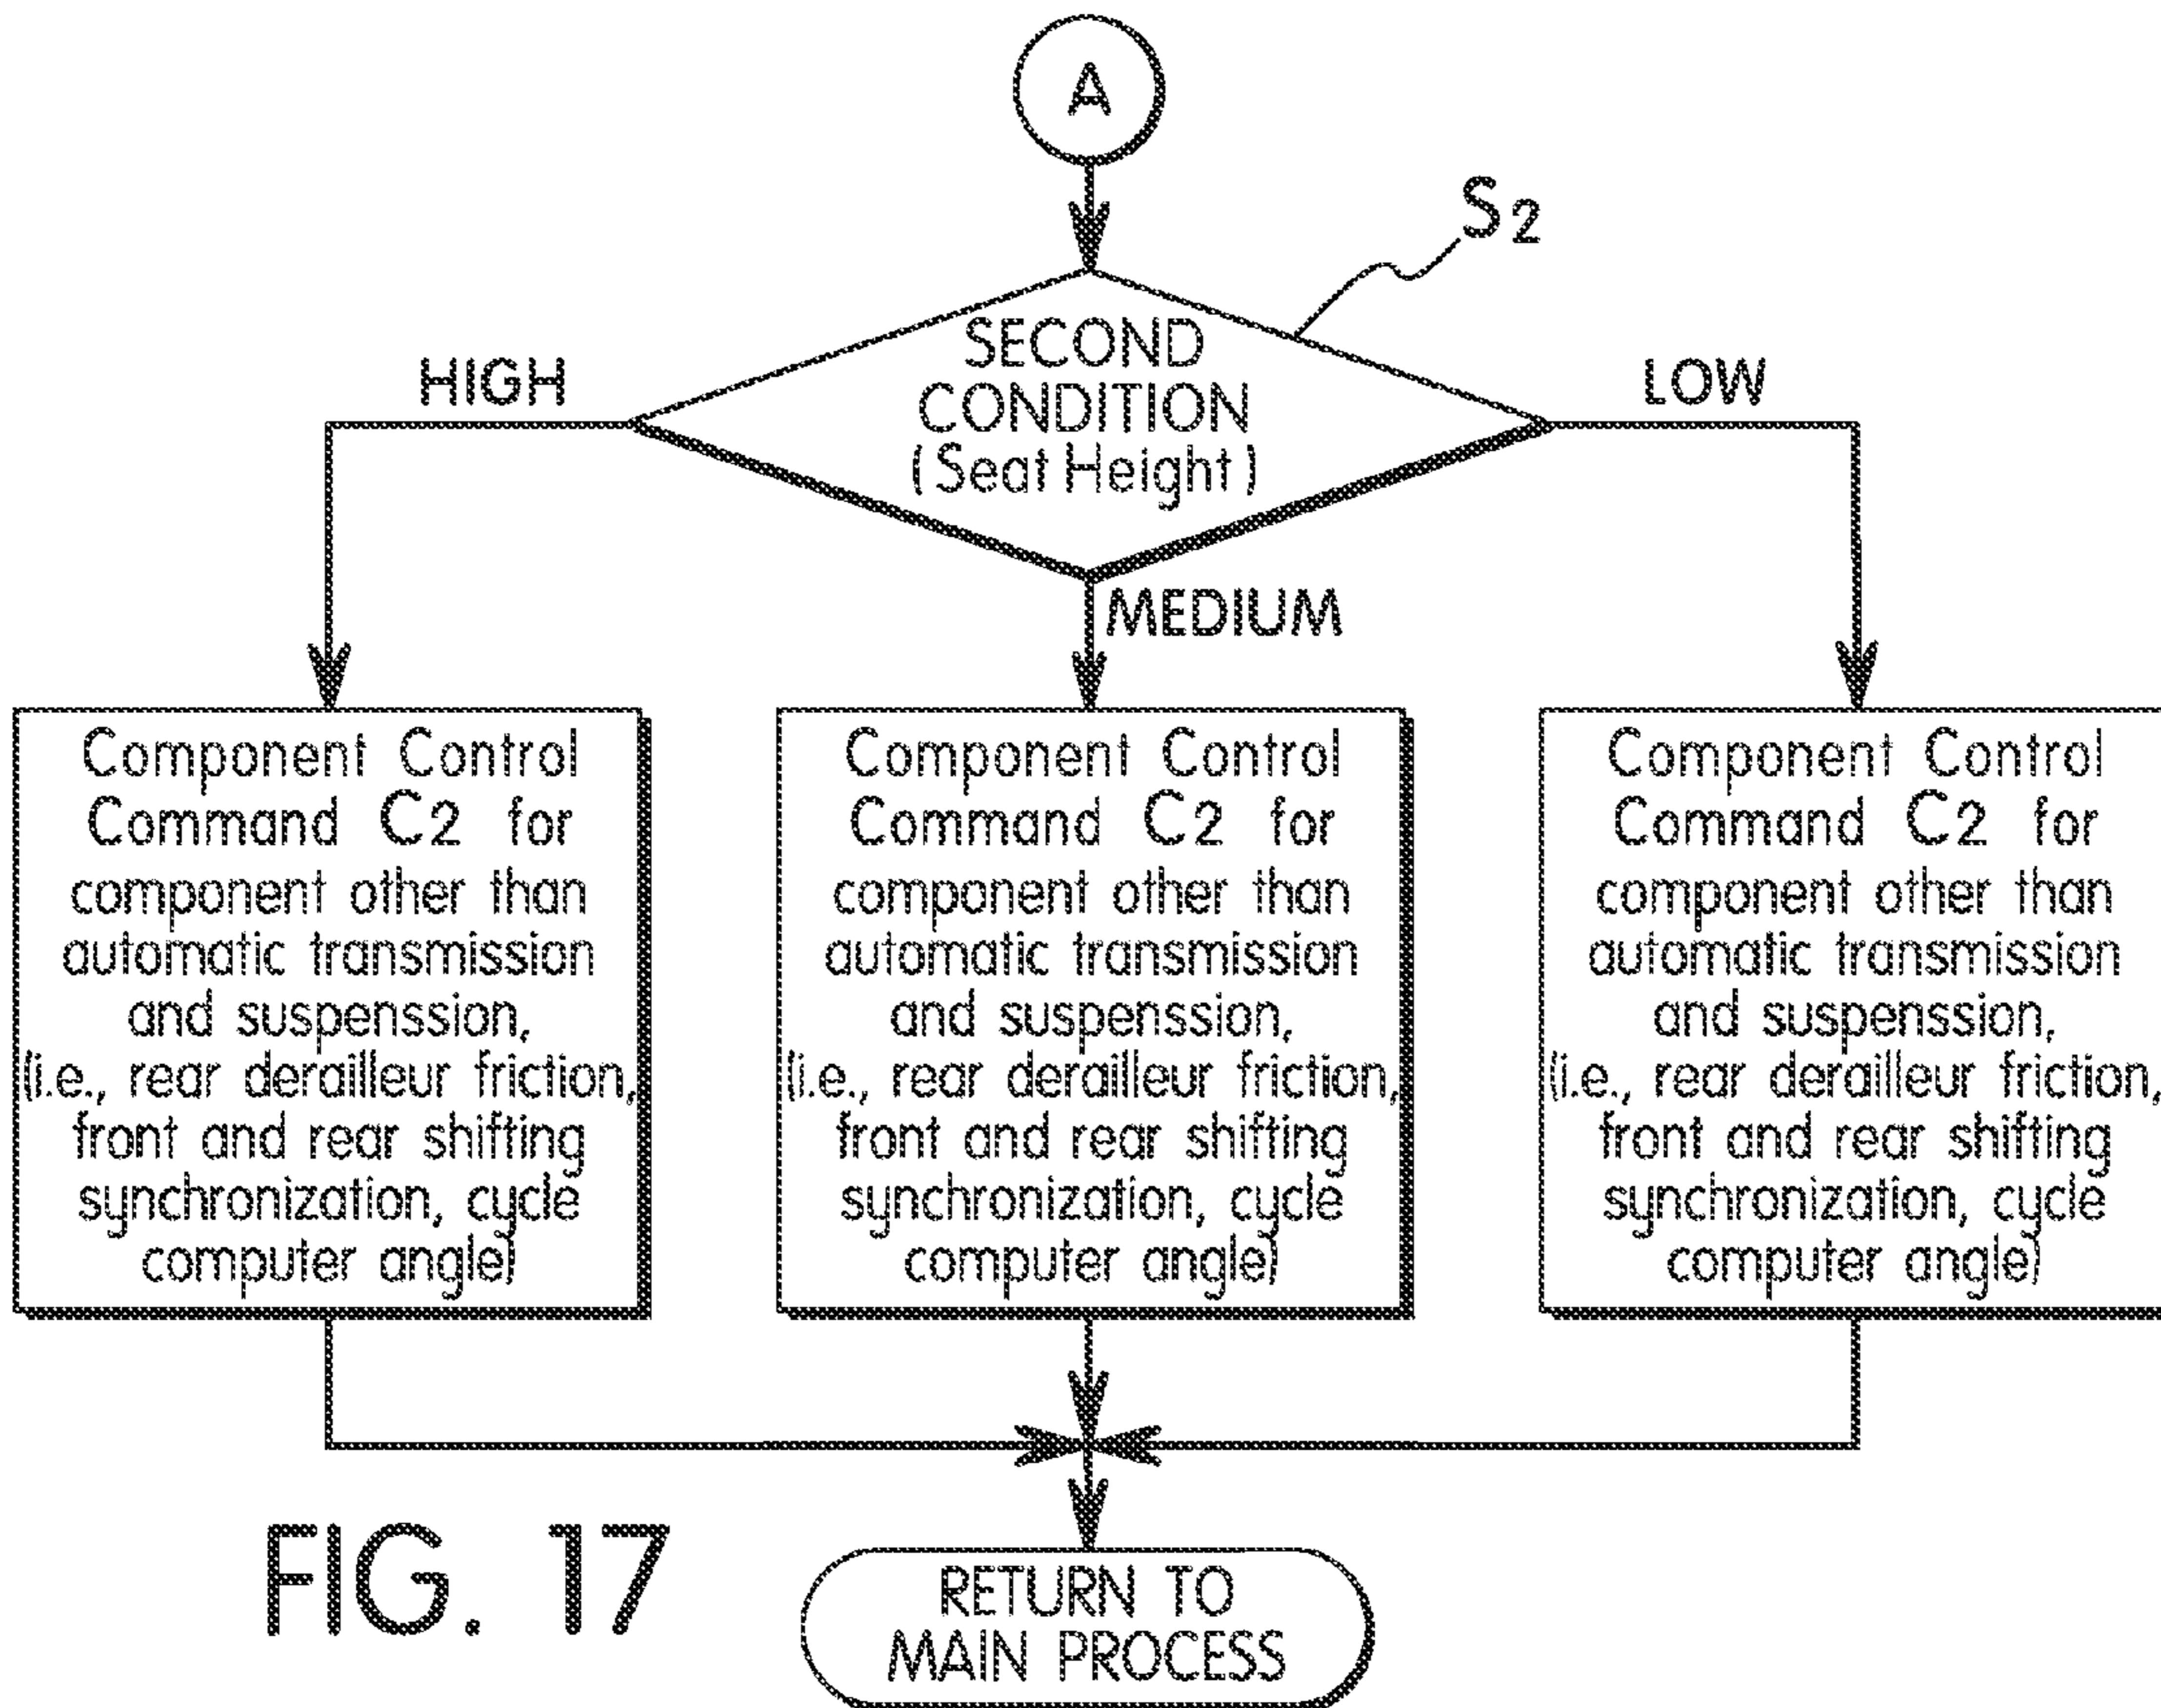 A
S2
SECOND
CONDITION
(Seat Height)
HIGH
LOW
MEDIUM
Component Control
Command C2 for
component other than
automatic transmission
and suspenssion,
(i.e., rear derailleur friction,
front and rear shifting
synchronization, cycle
computer angle)
Component Control
Command C2 for
component other than
automatic transmission
and suspenssion,
(i.e., rear derailleur friction,
front and rear shifting
synchronization, cycle
computer angle)
Component Control
Command C2 for
component other than
automatic transmission
and suspenssion,
(i.e., rear derailleur friction,
front and rear shifting
synchronization, cycle
computer angle)
FIG. 17
RETURN TO
MAIN PROCESS